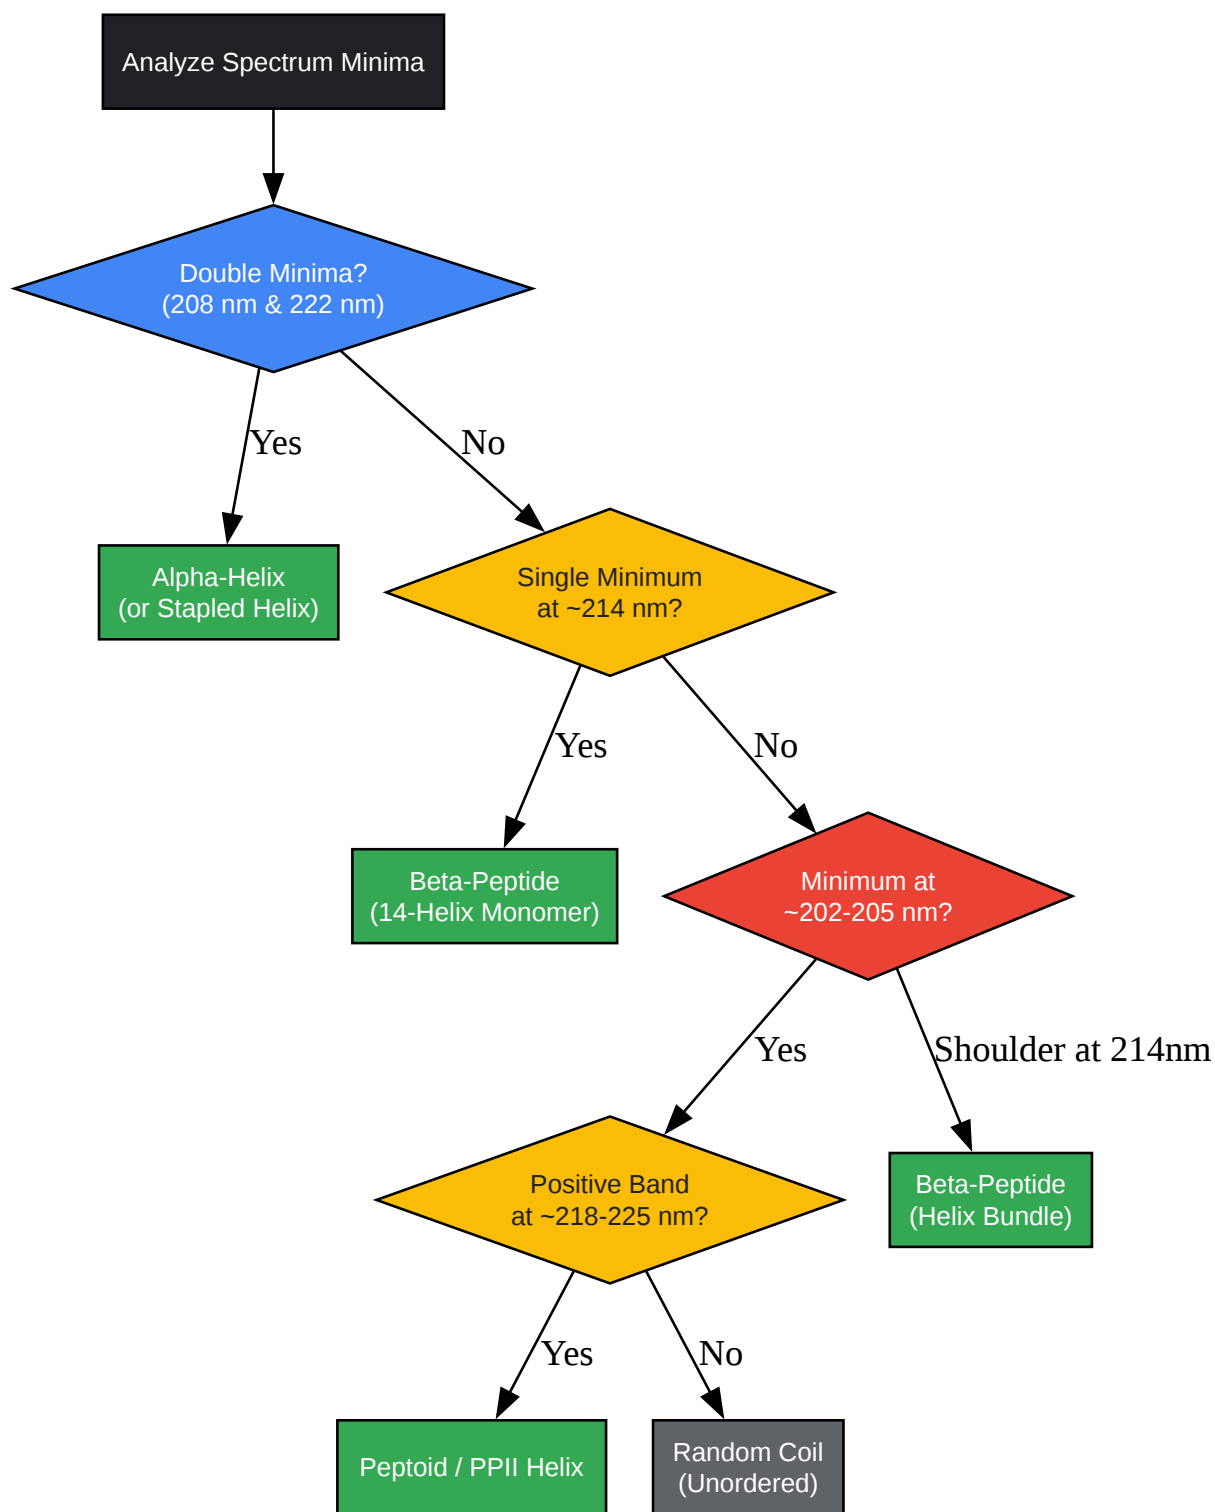 Analyze Spectrum Minima
Double Minima?
(208 nm & 222 nm)
Yes
No
Alpha-Helix
(or Stapled Helix)
Single Minimum
at ~214 nm?
Yes
No
Beta-Peptide
(14-Helix Monomer)
Minimum at
~202-205 nm?
Yes
Shoulder at 214nm
Positive Band
at ~218-225 nm?
Beta-Peptide
(Helix Bundle)
Yes
No
Peptoid / PPII Helix
Random Coil
(Unordered)